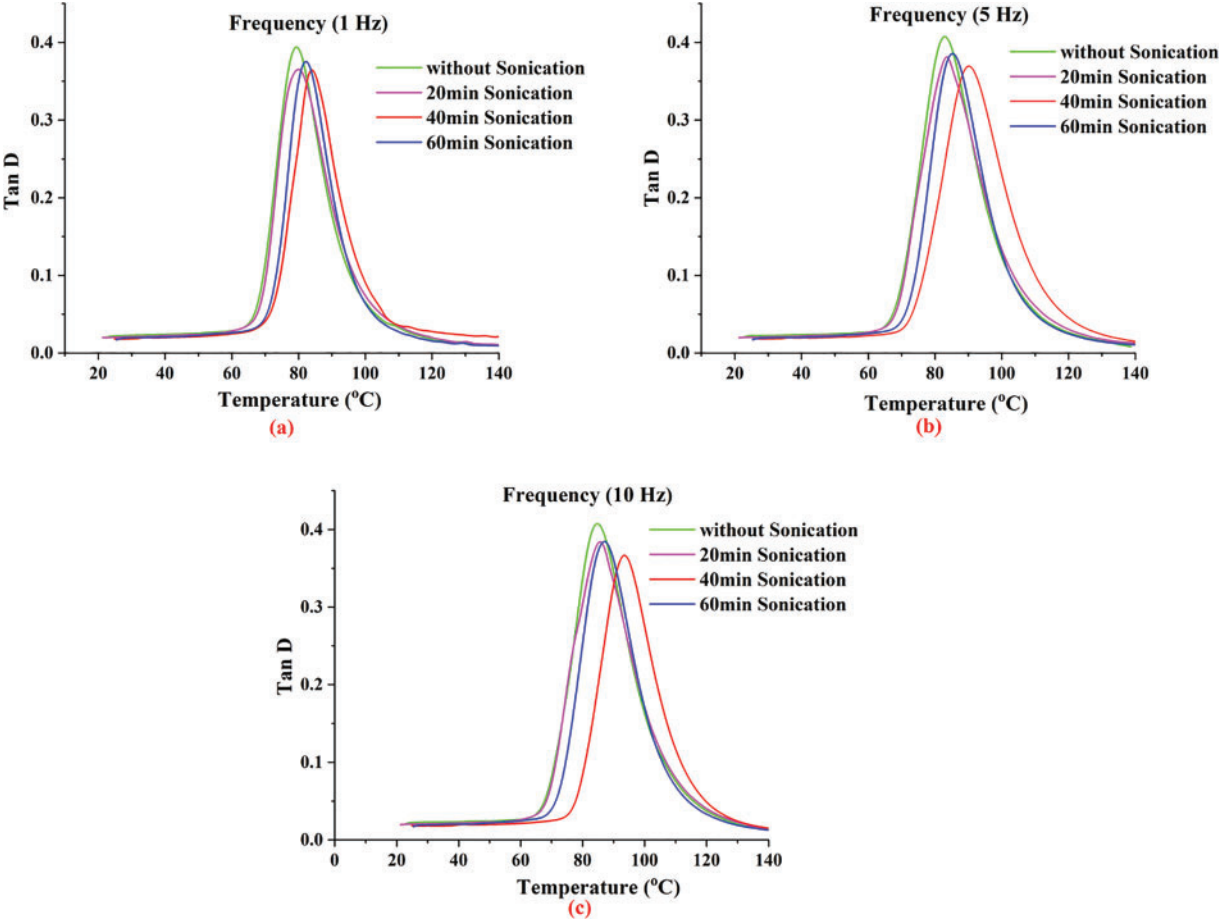 Frequency (1 Hz)
without Sonication
20min Sonication
40min Sonication
60min Sonication
0.4
0.3
0.2
0.1
0.0
Tan D
20 40 60 80 100 120 140
Temperature (°C)
(a)
Frequency (5 Hz)
without Sonication
20min Sonication
40min Sonication
60min Sonication
0.4
0.3
0.2
0.1
0.0
Tan D
20 40 60 80 100 120 140
Temperature (°C)
(b)
Frequency (10 Hz)
without Sonication
20min Sonication
40min Sonication
60min Sonication
0.4
0.3
0.2
0.1
0.0
Tan D
0 20 40 60 80 100 120 140
Temperature (°C)
(c)